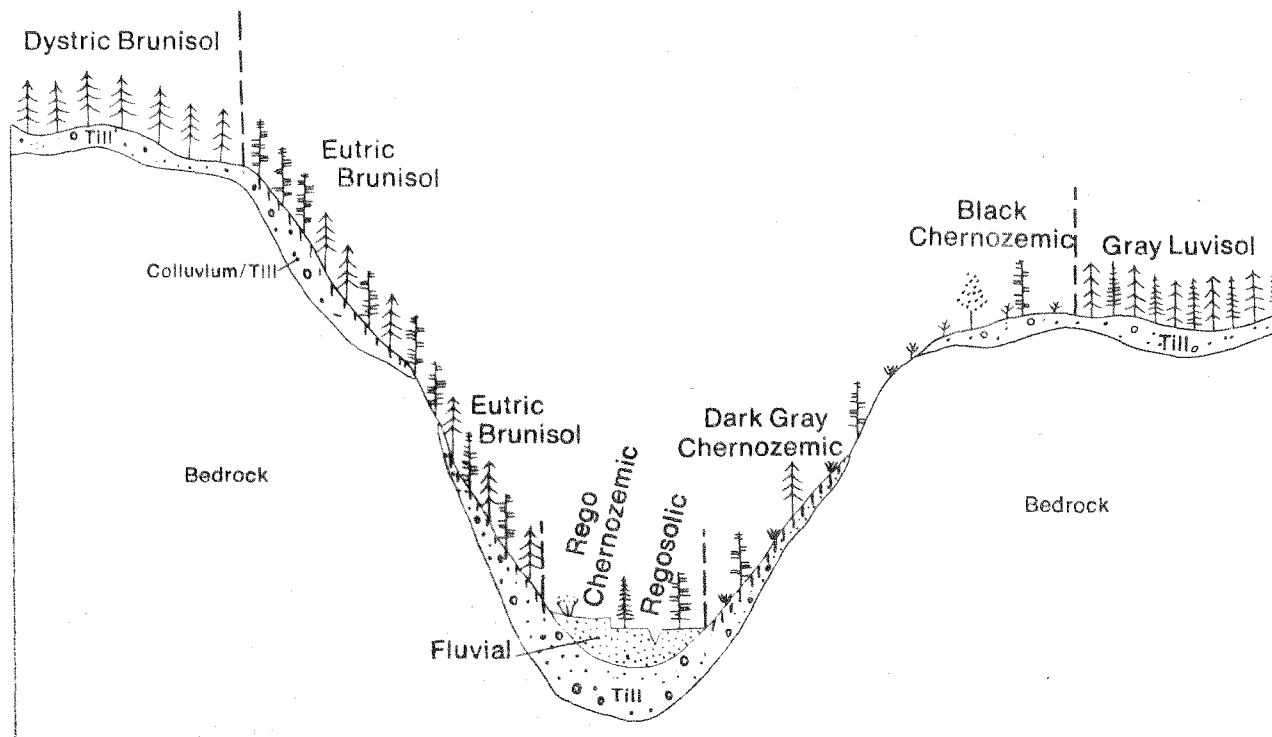 Dystric Brunisol
Till
Eutric
Brunisol
Colluvium/Till
Black
Chernozemic
Gray Luvisol
Till
Eutric
Brunisol
Dark Gray
Chernozemic
Bedrock
Rego
Chernozemic
Regosolic
Bedrock
Fluvial
Till